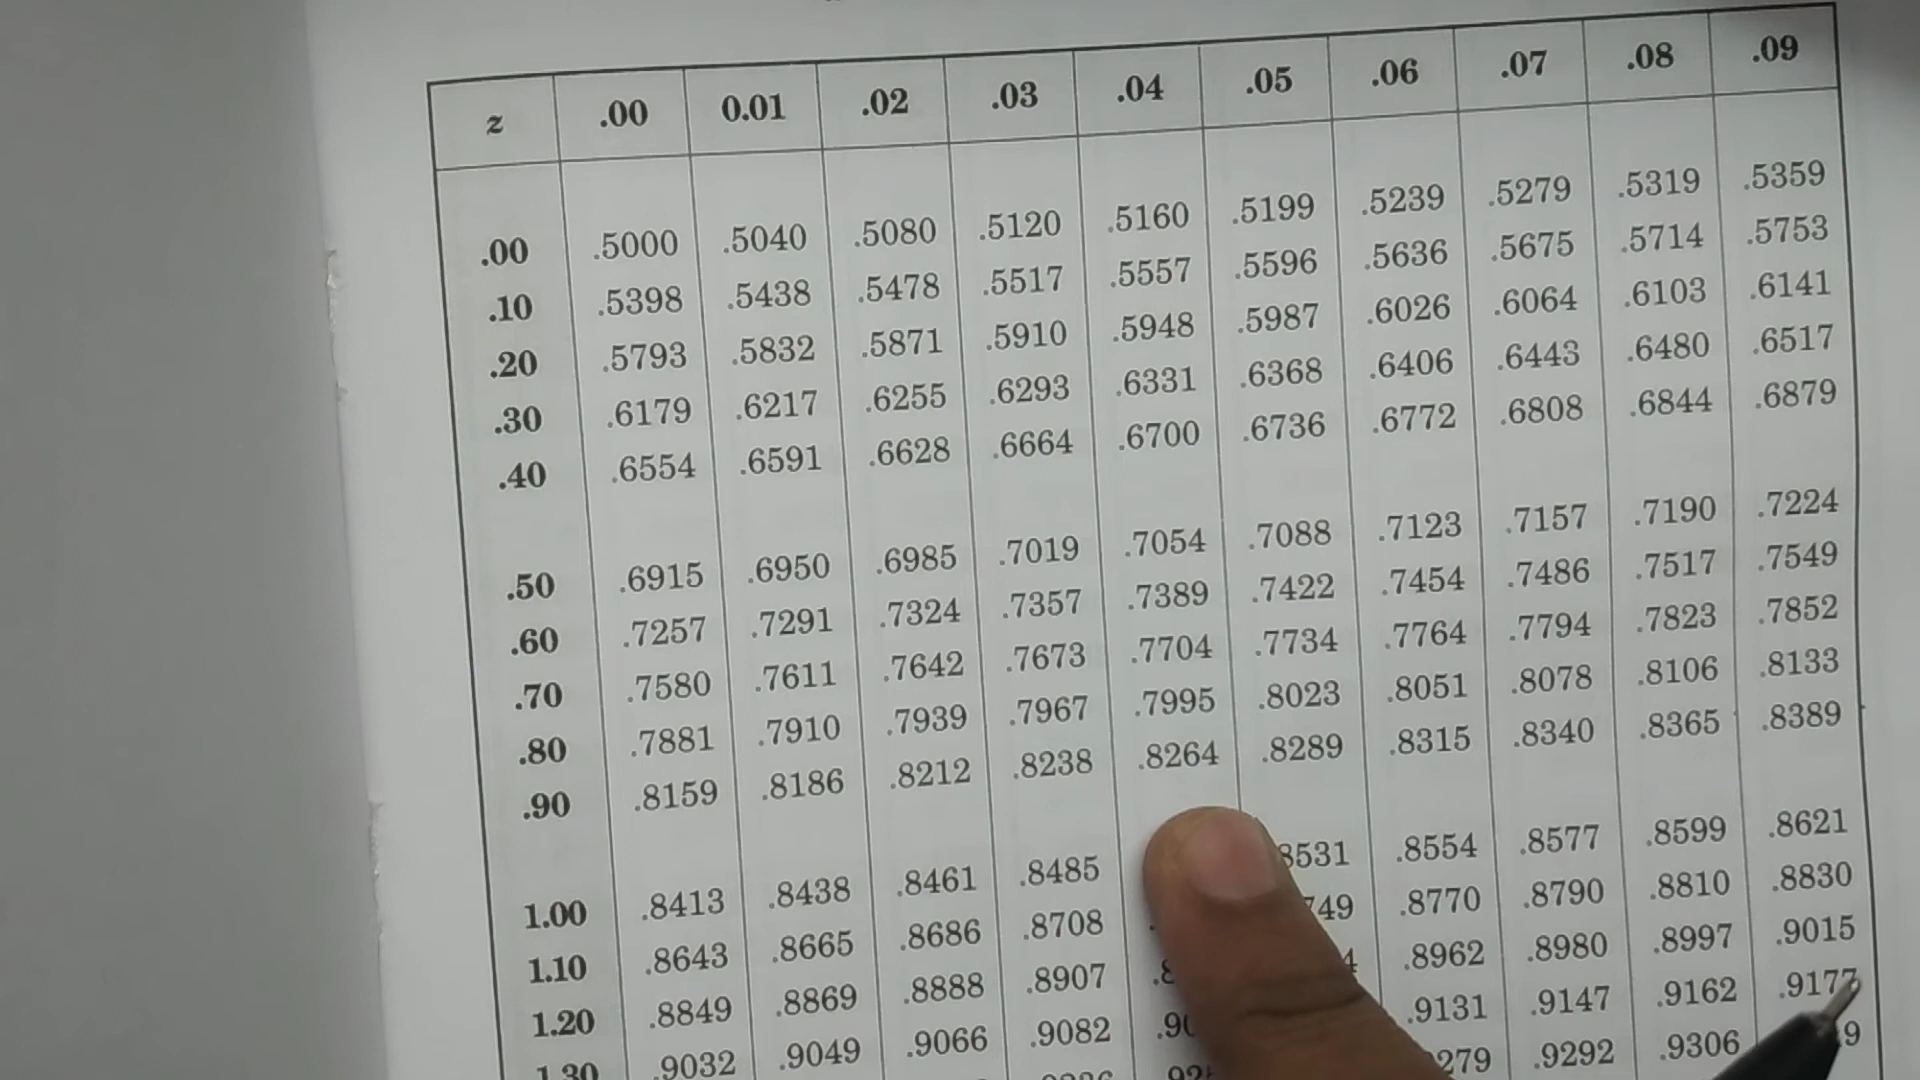 z .00 0.01 .02 .03 .04 .05 .06 .07 .08 .09
.00 .5000 .5040 .5080 .5120 .5160 .5199 .5239 .5279 .5319 .5359
.10 .5398 .5438 .5478 .5517 .5557 .5596 .5636 .5675 .5714 .5753
.20 .5793 .5832 .5871 .5910 .5948 .5987 .6026 .6064 .6103 .6141
.30 .6179 .6217 .6255 .6293 .6331 .6368 .6406 .6443 .6480 .6517
.40 .6554 .6591 .6628 .6664 .6700 .6736 .6772 .6808 .6844 .6879
.50 .6915 .6950 .6985 .7019 .7054 .7088 .7123 .7157 .7190 .7224
.60 .7257 .7291 .7324 .7357 .7389 .7422 .7454 .7486 .7517 .7549
.70 .7580 .7611 .7642 .7673 .7704 .7734 .7764 .7794 .7823 .7852
.80 .7881 .7910 .7939 .7967 .7995 .8023 .8051 .8078 .8106 .8133
.90 .8159 .8186 .8212 .8238 .8264 .8289 .8315 .8340 .8365 .8389
1.00 .8413 .8438 .8461 .8485 8531 .8554 .8577 .8599 .8621
1.10 .8643 .8665 .8686 .8708 .8770 .8790 .8810 .8830
1.20 .8849 .8869 .8888 .8907 .8962 .8980 .8997 .9015
1.30 .9032 .9049 .9066 .9082 .9131 .9147 .9162 .9177
.9292 .9306